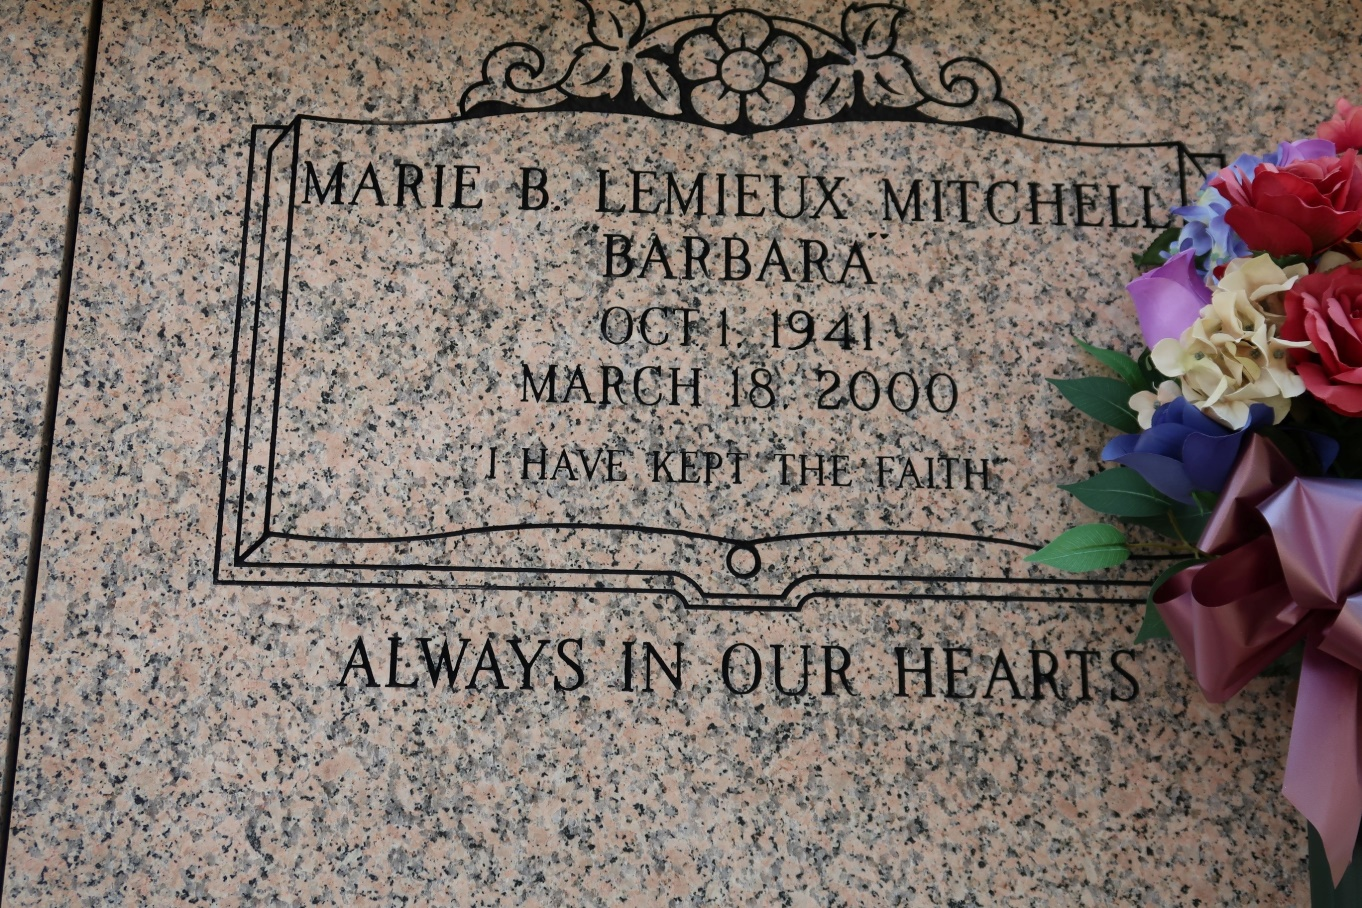 MARIE B. LEMIEUX MITCHELL
"BARBARA"
OCT 1, 1941
MARCH 18, 2000
"I HAVE KEPT THE FAITH"
ALWAYS IN OUR HEARTS